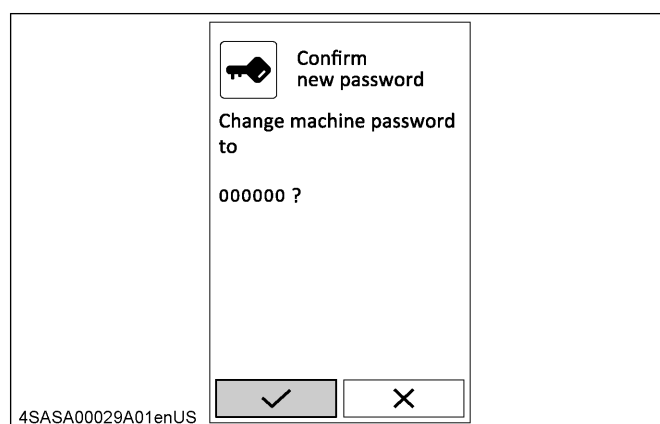 Confirm
new password
Change machine password
to
000000 ?
4SASA00029A01enUS